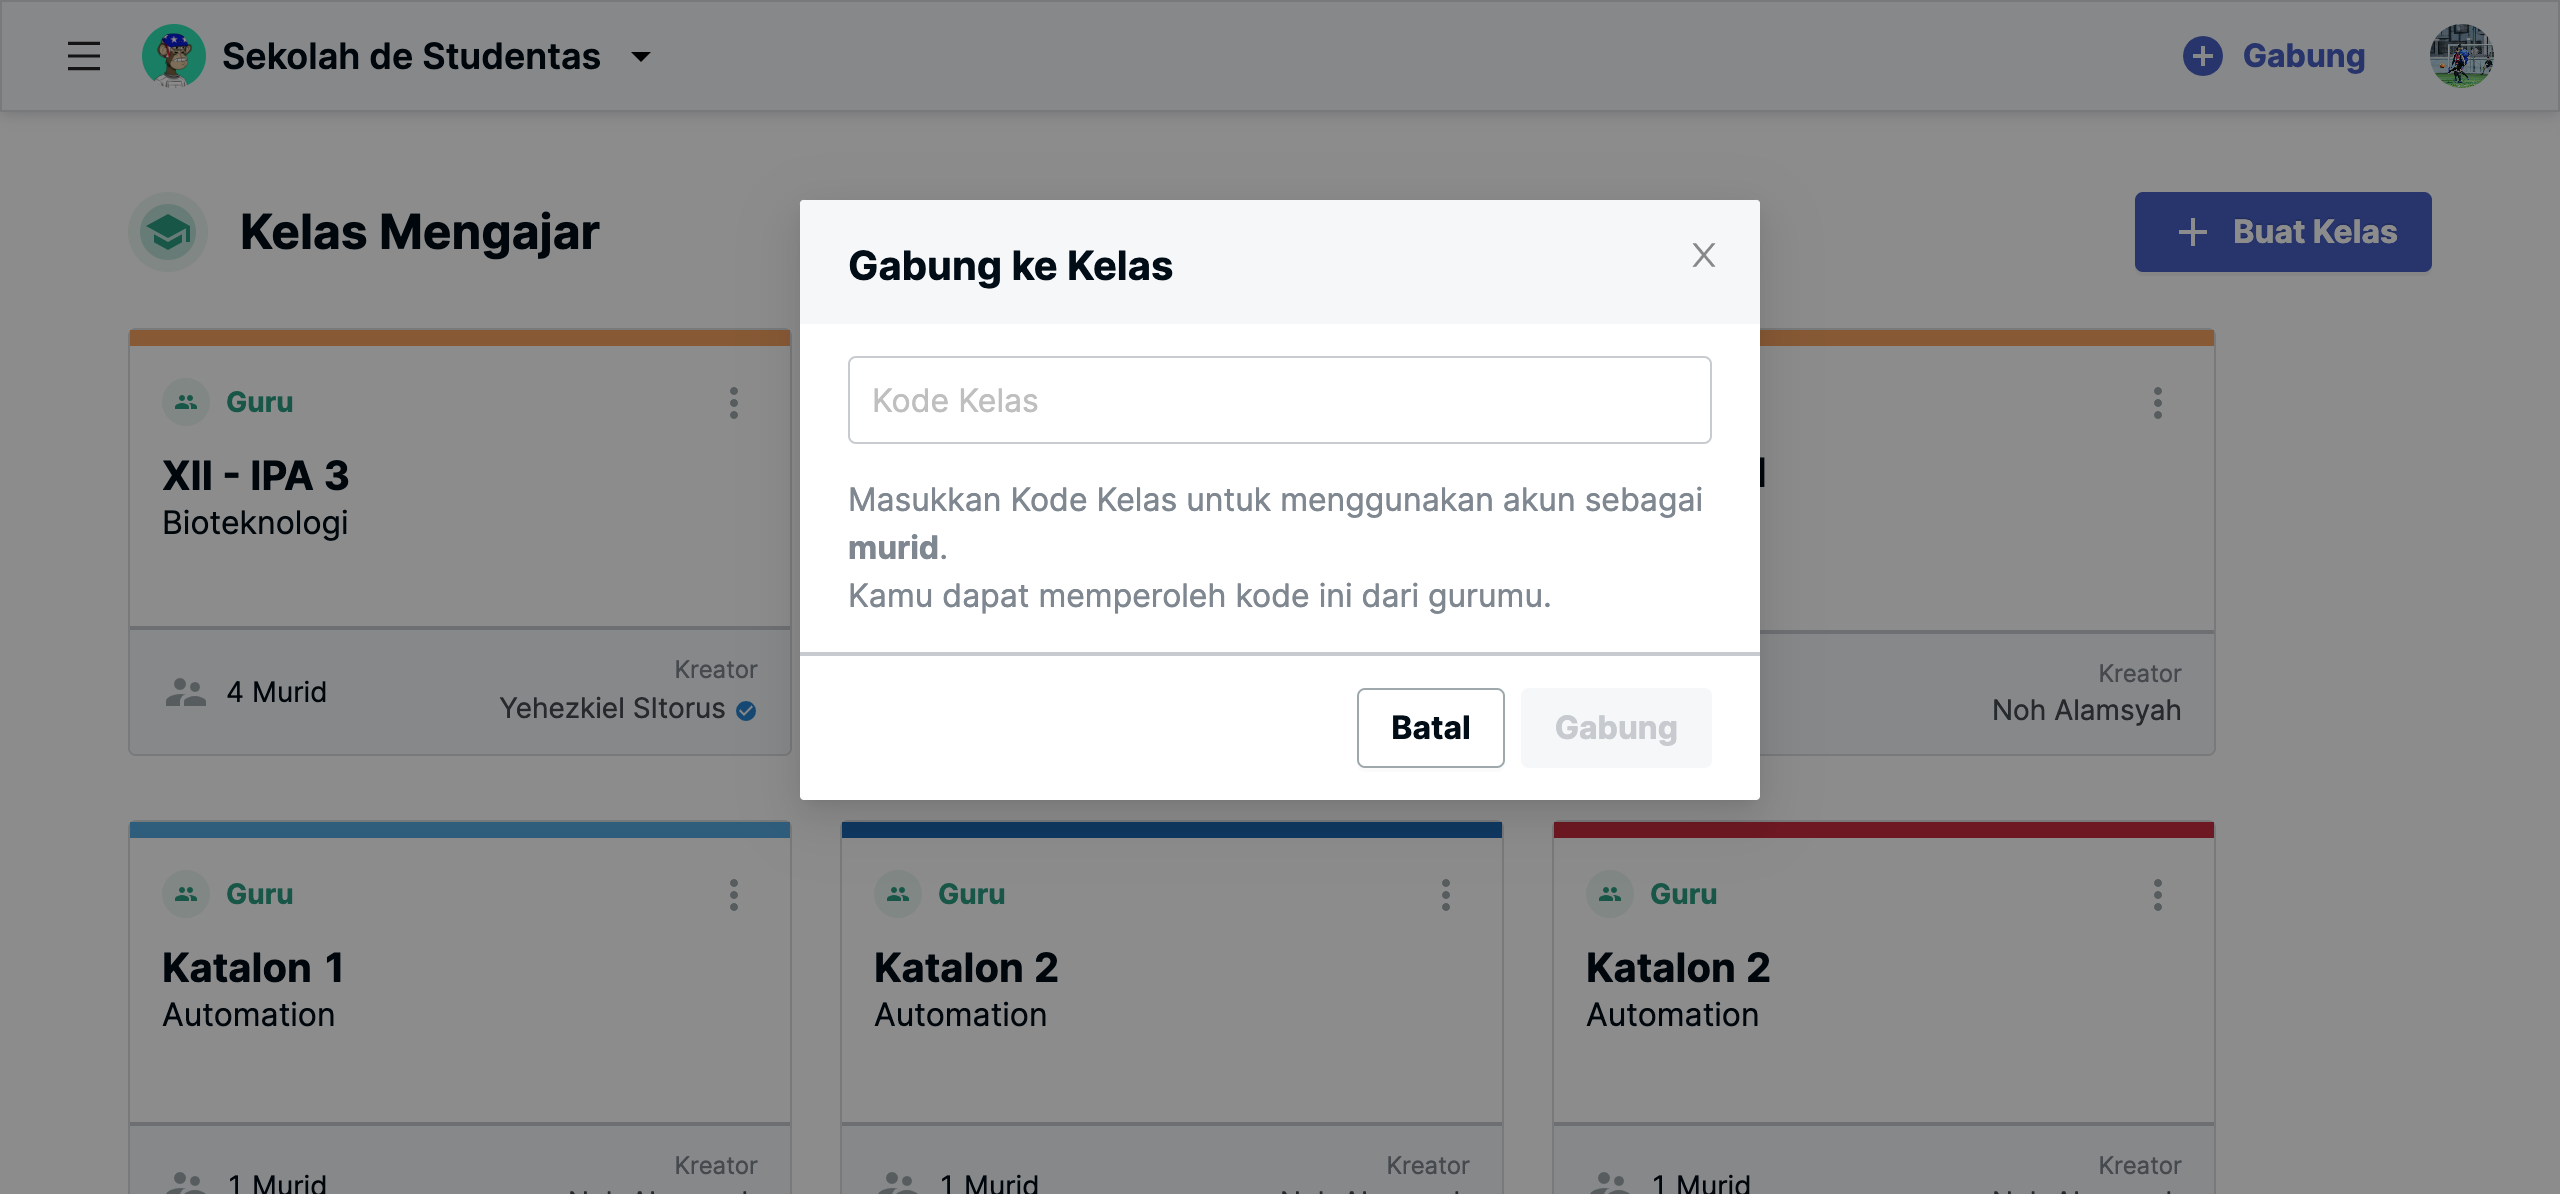 Sekolah de Studentas
Gabung
Kelas Mengajar
Buat Kelas
Gabung ke Kelas
Kode Kelas
Masukkan Kode Kelas untuk menggunakan akun sebagai
murid.
Kamu dapat memperoleh kode ini dari gurumu.
Batal
Gabung
Guru
XII - IPA 3
Bioteknologi
4 Murid
Kreator
Yehezkiel SItorus
Kreator
Noh Alamsyah
Guru
Katalon 1
Automation
1 Murid
Kreator
Guru
Katalon 2
Automation
1 Murid
Kreator
Guru
Katalon 2
Automation
1 Murid
Kreator